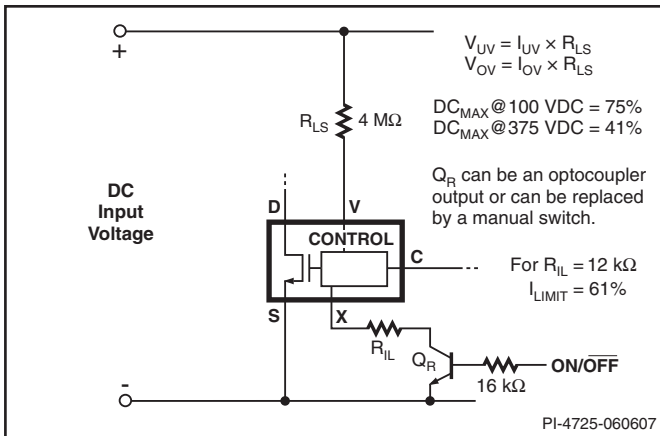 +
V_UV = I_UV × R_LS
V_OV = I_OV × R_LS
R_LS 4 MΩ
DC_MAX@100 VDC = 75%
DC_MAX@375 VDC = 41%
DC
Input
Voltage
Q_R can be an optocoupler
output or can be replaced
by a manual switch.
D
V
CONTROL
C
For R_IL = 12 kΩ
I_LIMIT = 61%
S
X
R_IL
Q_R
16 kΩ
ON/O̅F̅F̅
-
PI-4725-060607